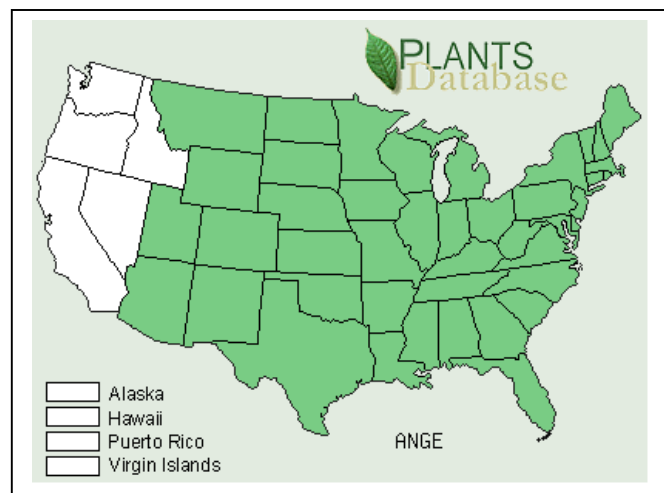 PLANTS
Database
Alaska
Hawaii
Puerto Rico
Virgin Islands
ANGE